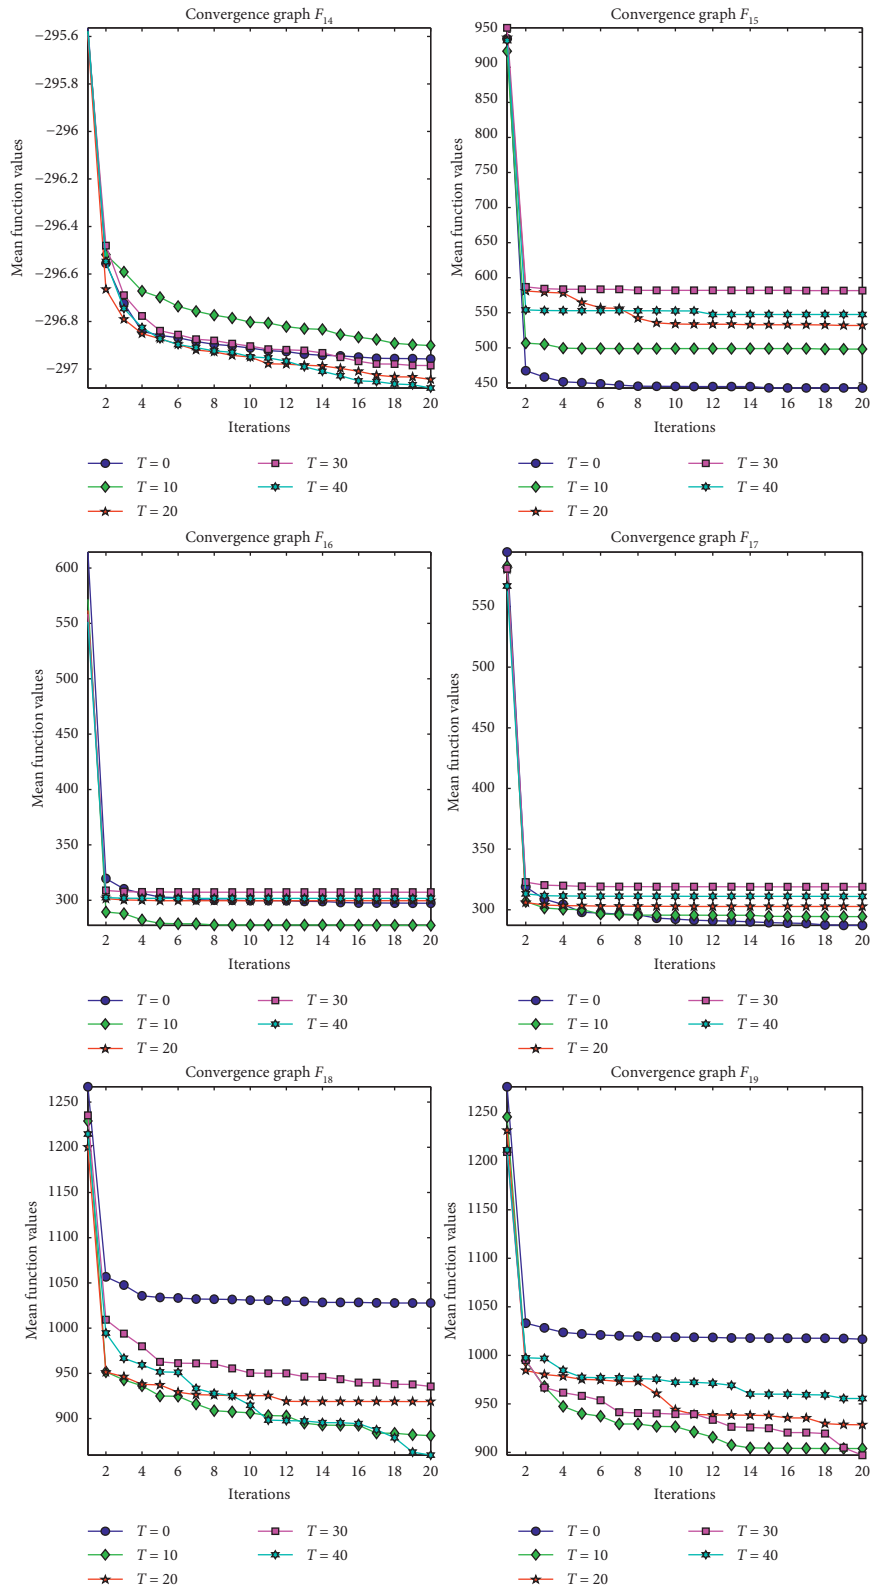 Convergence graph F14
Mean function values
−295.6
−295.8
−296
−296.2
−296.4
−296.6
−296.8
−297
2 4 6 8 10 12 14 16 18 20
Iterations
T = 0
T = 10
T = 20
T = 30
T = 40
Convergence graph F15
Mean function values
950
900
850
800
750
700
650
600
550
500
450
2 4 6 8 10 12 14 16 18 20
Iterations
T = 0
T = 10
T = 20
T = 30
T = 40
Convergence graph F16
Mean function values
600
550
500
450
400
350
300
2 4 6 8 10 12 14 16 18 20
Iterations
T = 0
T = 10
T = 20
T = 30
T = 40
Convergence graph F17
Mean function values
550
500
450
400
350
300
2 4 6 8 10 12 14 16 18 20
Iterations
T = 0
T = 10
T = 20
T = 30
T = 40
Convergence graph F18
Mean function values
1250
1200
1150
1100
1050
1000
950
900
2 4 6 8 10 12 14 16 18 20
Iterations
T = 0
T = 10
T = 20
T = 30
T = 40
Convergence graph F19
Mean function values
1250
1200
1150
1100
1050
1000
950
900
2 4 6 8 10 12 14 16 18 20
Iterations
T = 0
T = 10
T = 20
T = 30
T = 40